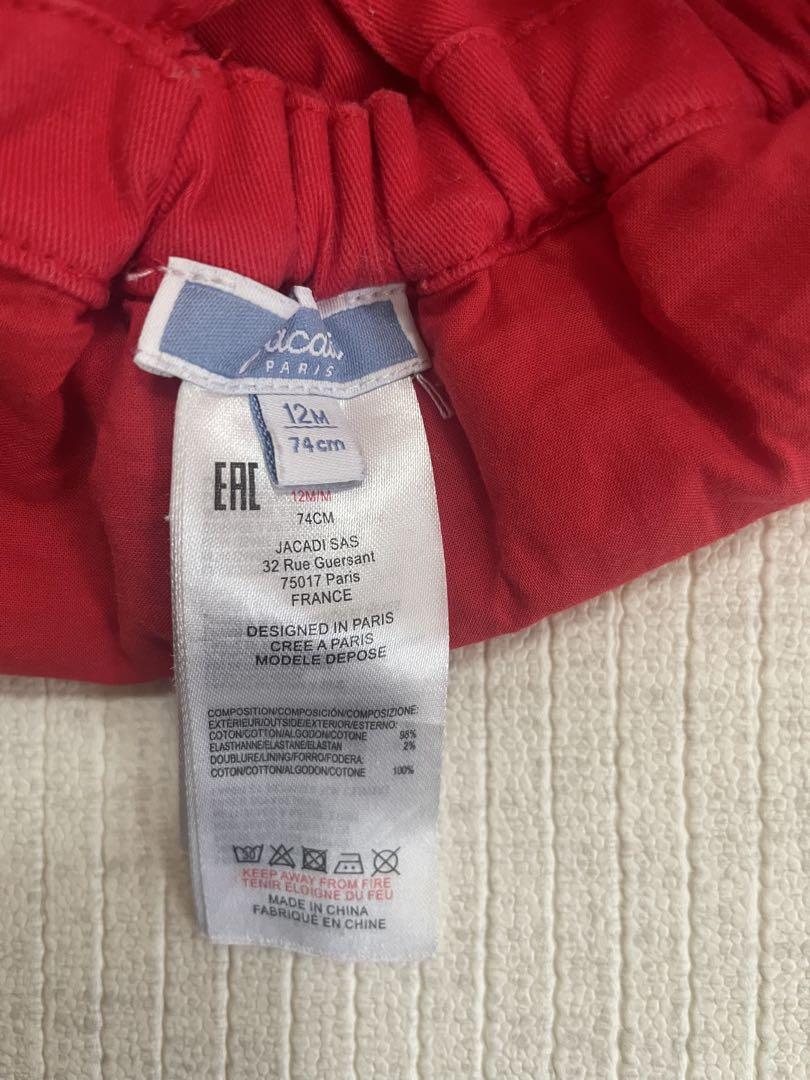 jacadi
PARIS
12M
74cm
EAC
12M/M
74CM
JACADI SAS
32 Rue Guersant
75017 Paris
FRANCE
DESIGNED IN PARIS
CREE A PARIS
MODELE DEPOSE
COMPOSITION/COMPOSICIÓN/COMPOSIZIONE:
EXTÉRIEUR/OUTSIDE/EXTERIOR/ESTERNO:
COTON/COTTON/ALGODON/COTONE 98%
ELASTHANNE/ELASTANE/ELASTAN 2%
DOUBLURE/LINING/FORRO/FODERA:
COTON/COTTON/ALGODON/COTONE 100%
30
KEEP AWAY FROM FIRE
TENIR ELOIGNE DU FEU
MADE IN CHINA
FABRIQUÉ EN CHINE